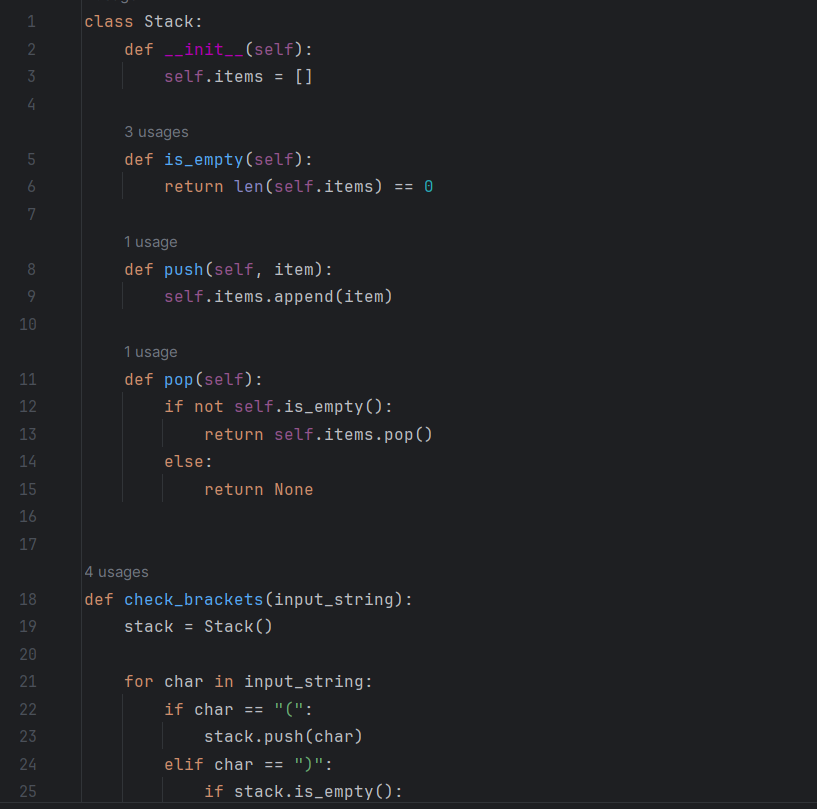 1 class Stack:
2 def __init__(self):
3 self.items = []
4
3 usages
5 def is_empty(self):
6 return len(self.items) == 0
7
1 usage
8 def push(self, item):
9 self.items.append(item)
10
1 usage
11 def pop(self):
12 if not self.is_empty():
13 return self.items.pop()
14 else:
15 return None
16
17
4 usages
18 def check_brackets(input_string):
19 stack = Stack()
20
21 for char in input_string:
22 if char == "(":
23 stack.push(char)
24 elif char == ")":
25 if stack.is_empty():